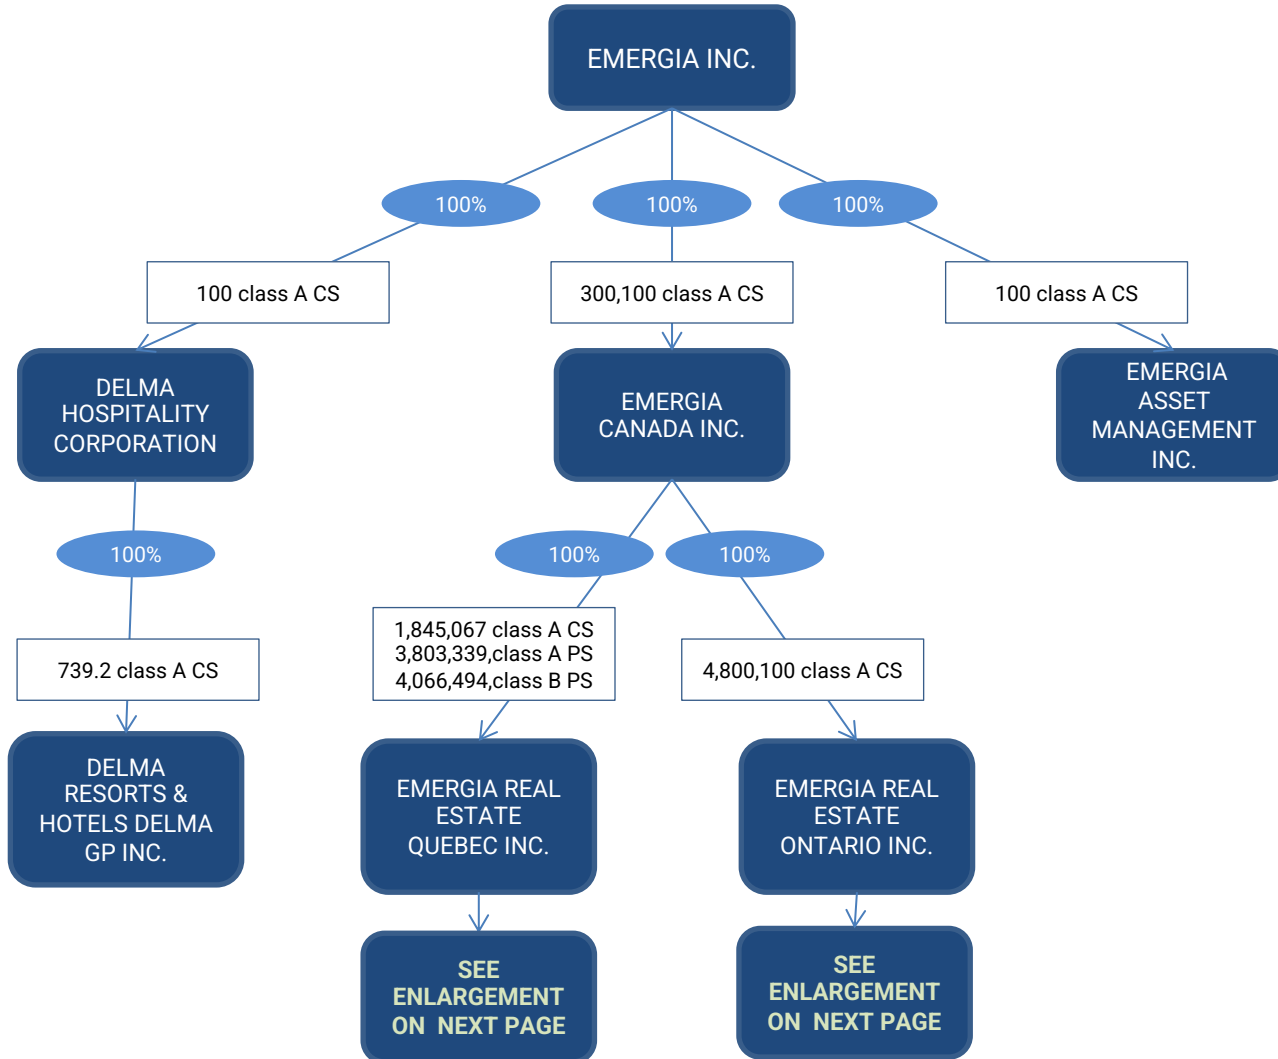 EMERGIA INC.
100%
100%
100%
100 class A CS
300,100 class A CS
100 class A CS
DELMA
HOSPITALITY
CORPORATION
EMERGIA
CANADA INC.
EMERGIA
ASSET
MANAGEMENT
INC.
100%
100%
100%
739.2 class A CS
1,845,067 class A CS
3,803,339,class A PS
4,066,494,class B PS
4,800,100 class A CS
DELMA
RESORTS &
HOTELS DELMA
GP INC.
EMERGIA REAL
ESTATE
QUEBEC INC.
EMERGIA REAL
ESTATE
ONTARIO INC.
SEE
ENLARGEMENT
ON NEXT PAGE
SEE
ENLARGEMENT
ON NEXT PAGE